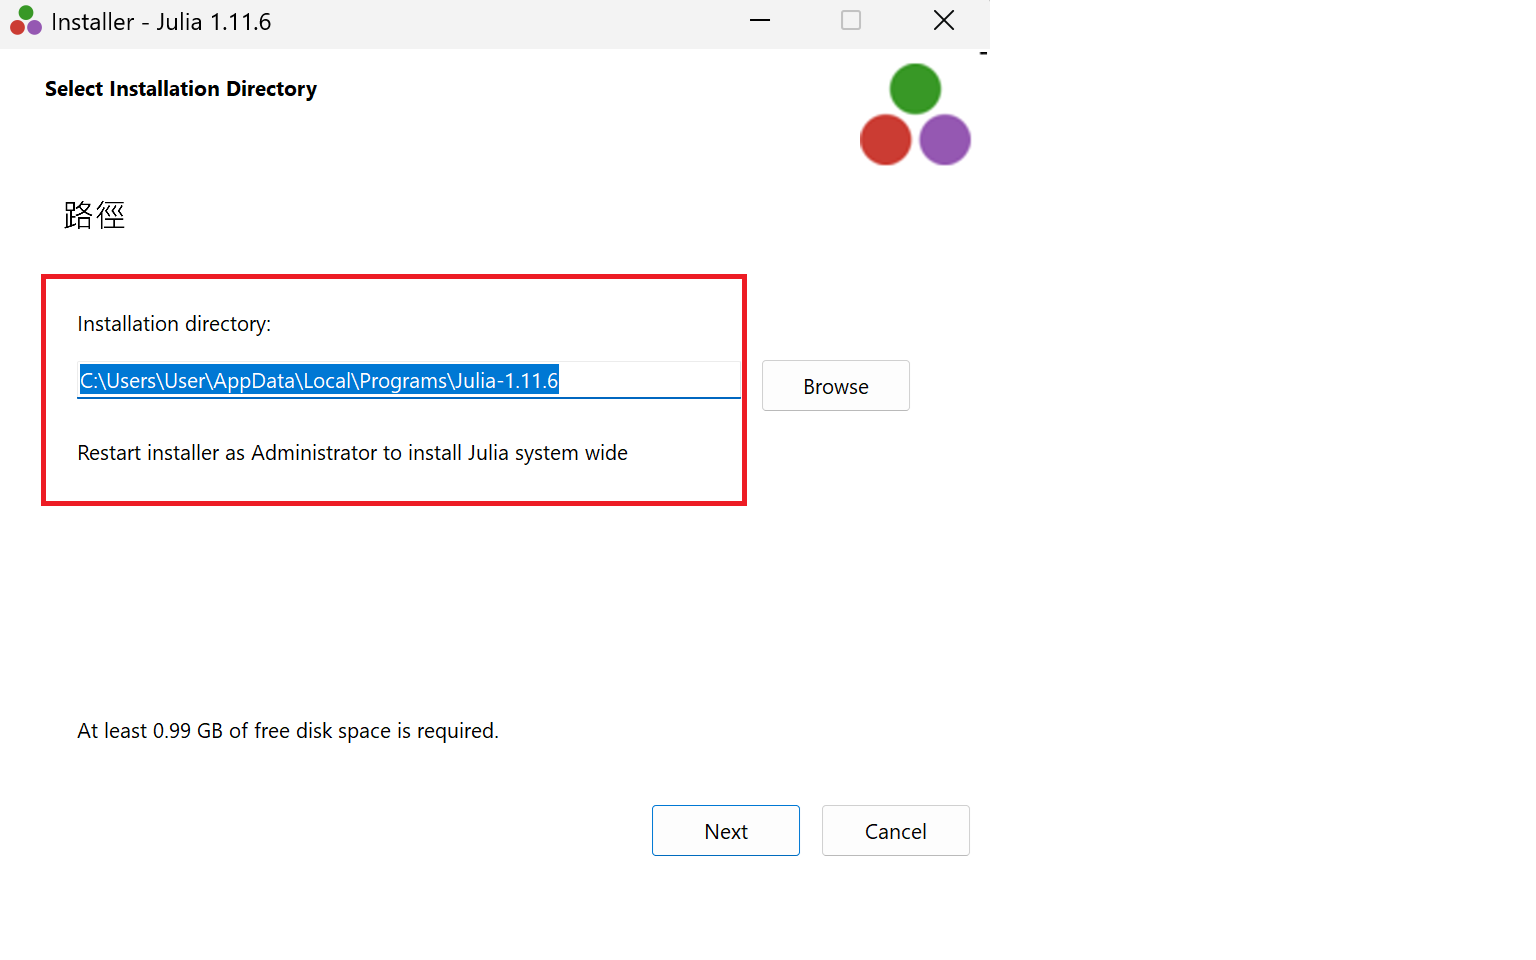 Installer - Julia 1.11.6
Select Installation Directory
路徑
Installation directory:
C:\Users\User\AppData\Local\Programs\Julia-1.11.6
Browse
Restart installer as Administrator to install Julia system wide
At least 0.99 GB of free disk space is required.
Next
Cancel